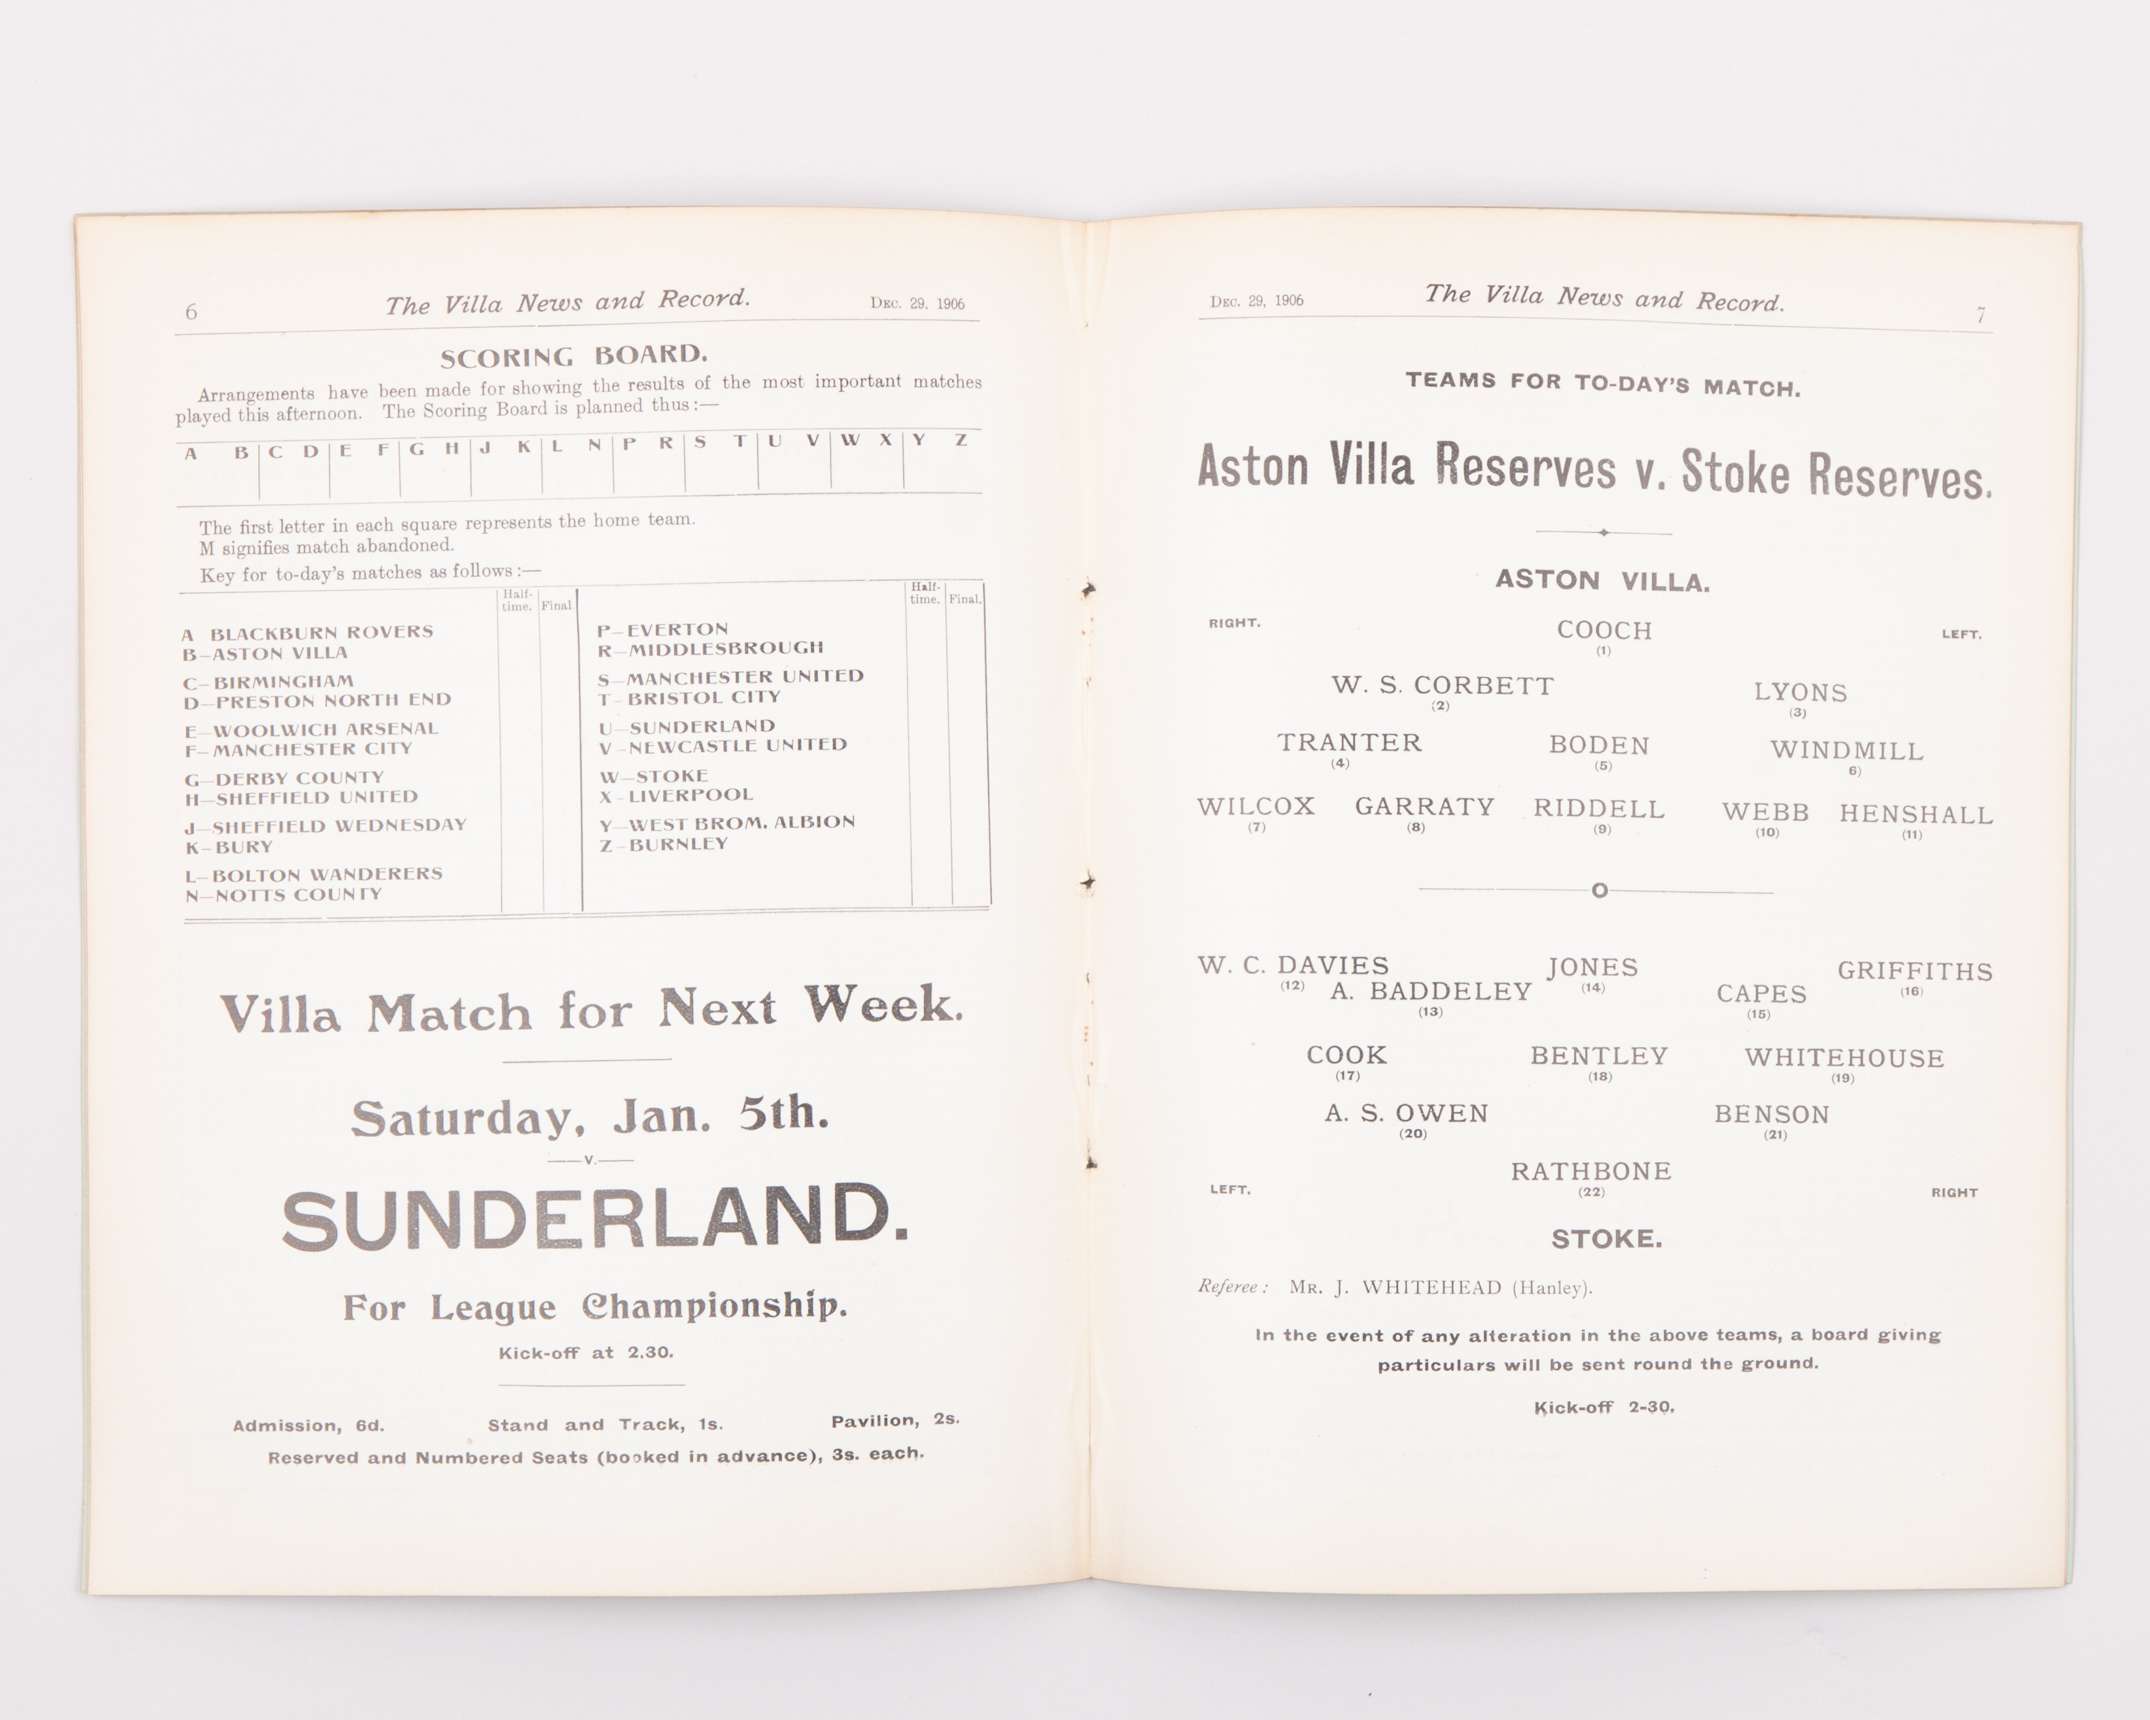 6 The Villa News and Record. DEC. 29, 1906
SCORING BOARD.
Arrangements have been made for showing the results of the most important matches
played this afternoon. The Scoring Board is planned thus:—
A B C D E F G H J K L N P R S T U V W X Y Z
The first letter in each square represents the home team.
M signifies match abandoned.
Key for to-day's matches as follows:—
Half-time. Final
A BLACKBURN ROVERS
B—ASTON VILLA
C—BIRMINGHAM
D—PRESTON NORTH END
E—WOOLWICH ARSENAL
F—MANCHESTER CITY
G—DERBY COUNTY
H—SHEFFIELD UNITED
J—SHEFFIELD WEDNESDAY
K—BURY
L—BOLTON WANDERERS
N—NOTTS COUNTY
Half-time. Final.
P—EVERTON
R—MIDDLESBROUGH
S—MANCHESTER UNITED
T—BRISTOL CITY
U—SUNDERLAND
V—NEWCASTLE UNITED
W—STOKE
X—LIVERPOOL
Y—WEST BROM. ALBION
Z—BURNLEY
Villa Match for Next Week.
Saturday, Jan. 5th.
—v.—
SUNDERLAND.
For League Championship.
Kick-off at 2.30.
Admission, 6d. Stand and Track, 1s. Pavilion, 2s.
Reserved and Numbered Seats (booked in advance), 3s. each.
DEC. 29, 1906 The Villa News and Record. 7
TEAMS FOR TO-DAY'S MATCH.
Aston Villa Reserves v. Stoke Reserves.
ASTON VILLA.
RIGHT. COOCH LEFT.
(1)
W. S. CORBETT LYONS
(2) (3)
TRANTER BODEN WINDMILL
(4) (5) 6)
WILCOX GARRATY RIDDELL WEBB HENSHALL
(7) (8) (9) (10) (11)
O
W. C. DAVIES JONES GRIFFITHS
(12) (14) (16)
A. BADDELEY CAPES
(13) (15)
COOK BENTLEY WHITEHOUSE
(17) (18) (19)
A. S. OWEN BENSON
(20) (21)
LEFT. RATHBONE RIGHT
(22)
STOKE.
Referee: MR. J. WHITEHEAD (Hanley).
In the event of any alteration in the above teams, a board giving
particulars will be sent round the ground.
Kick-off 2-30.